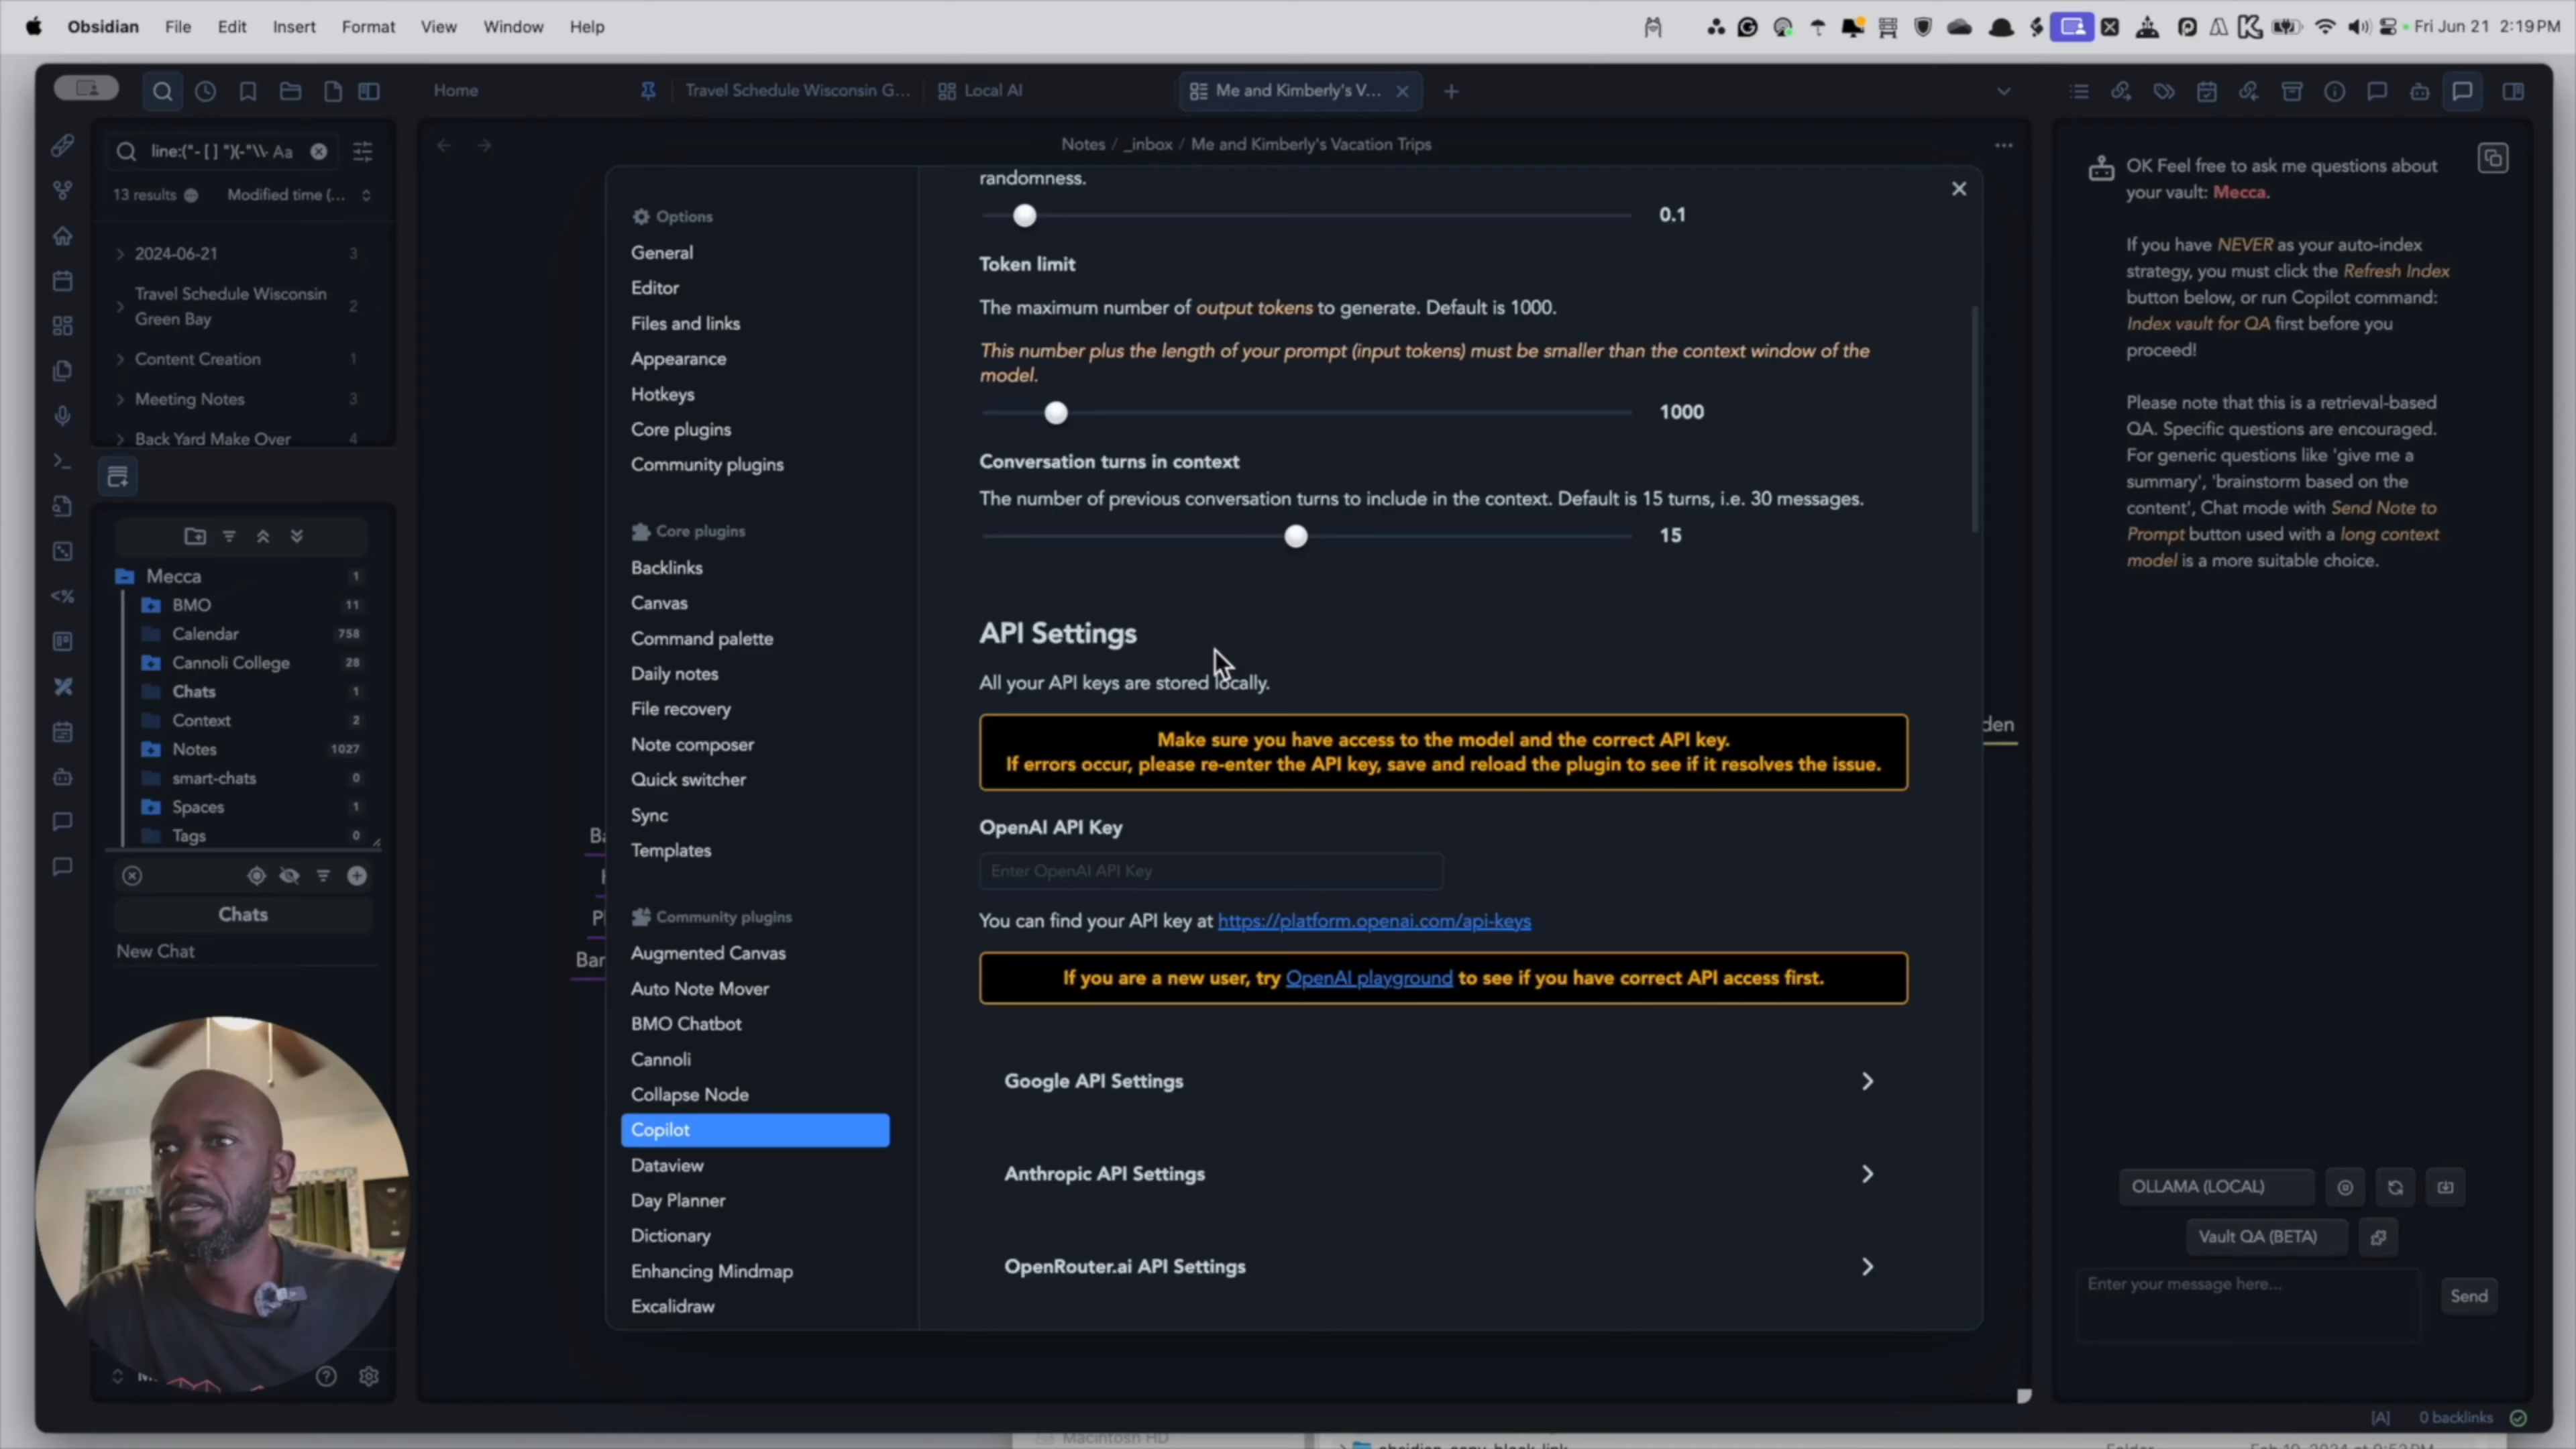 Obsidian File Edit Insert Format View Window Help
Fri Jun 21 2:19 PM
Home
Travel Schedule Wisconsin G...
Local AI
Me and Kimberly's V...
line:("- [ ] ")(-"\\- Aa
13 results
Modified time (...
2024-06-21 3
Travel Schedule Wisconsin
Green Bay
2
Content Creation 1
Meeting Notes 3
Back Yard Make Over 4
Mecca 1
BMO 11
Calendar 758
Cannoli College 28
Chats 1
Context 2
Notes 1027
smart-chats 0
Spaces 1
Tags 0
Chats
New Chat
Notes / _inbox / Me and Kimberly's Vacation Trips
Options
General
Editor
Files and links
Appearance
Hotkeys
Core plugins
Community plugins
Core plugins
Backlinks
Canvas
Command palette
Daily notes
File recovery
Note composer
Quick switcher
Sync
Templates
Community plugins
Augmented Canvas
Auto Note Mover
BMO Chatbot
Cannoli
Collapse Node
Copilot
Dataview
Day Planner
Dictionary
Enhancing Mindmap
Excalidraw
randomness.
0.1
Token limit
The maximum number of output tokens to generate. Default is 1000.
This number plus the length of your prompt (input tokens) must be smaller than the context window of the
model.
1000
Conversation turns in context
The number of previous conversation turns to include in the context. Default is 15 turns, i.e. 30 messages.
15
API Settings
All your API keys are stored locally.
Make sure you have access to the model and the correct API key.
If errors occur, please re-enter the API key, save and reload the plugin to see if it resolves the issue.
OpenAI API Key
Enter OpenAI API Key
You can find your API key at https://platform.openai.com/api-keys
If you are a new user, try OpenAI playground to see if you have correct API access first.
Google API Settings
Anthropic API Settings
OpenRouter.ai API Settings
den
Bar
OK Feel free to ask me questions about
your vault: Mecca.
If you have NEVER as your auto-index
strategy, you must click the Refresh Index
button below, or run Copilot command:
Index vault for QA first before you
proceed!
Please note that this is a retrieval-based
QA. Specific questions are encouraged.
For generic questions like 'give me a
summary', 'brainstorm based on the
content', Chat mode with Send Note to
Prompt button used with a long context
model is a more suitable choice.
OLLAMA (LOCAL)
Vault QA (BETA)
Enter your message here...
Send
[A] 0 backlinks
Macintosh HD